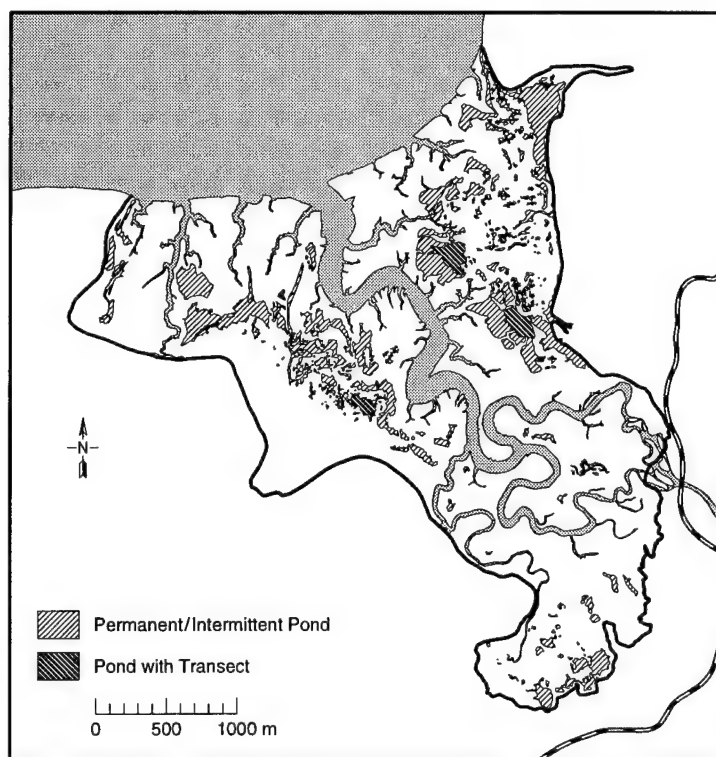 -N-
Permanent/Intermittent Pond
Pond with Transect
0 500 1000 m